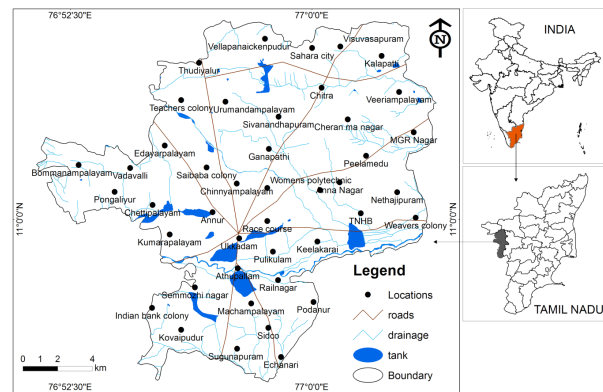 76°52'30"E
77°0'0"E
INDIA
N
Visuvasapuram
Vellapanaickenpudur
Sahara city
Kalapatti
Thudiyalur
Chitra
Teachers colony
Urumandampalayam
Veeriampalayam
Sivanandhapuram
Cheran ma nagar
MGR Nagar
Edayarpalayam
Ganapathi
Peelamedu
Bommanampalayam
Vadavalli
Saibaba colony
Womens polytechnic
Chinnyampalayam
Anna Nagar
Pongaliyur
Nethajipuram
Chettipalayam
Annur
TNHB
Weavers colony
11°0'0"N
11°0'0"N
Race course
Kumarapalayam
Ukkadam
Keelakarai
Pulikulam
Athupallam
Legend
Railnagar
Semmozhi nagar
Locations
Indian bank colony
Machampalayam
Podanur
roads
Kovaipudur
Sidco
drainage
tank
Sugunapuram
Echanari
Boundary
0 1 2 4
km
TAMIL NADU
76°52'30"E
77°0'0"E